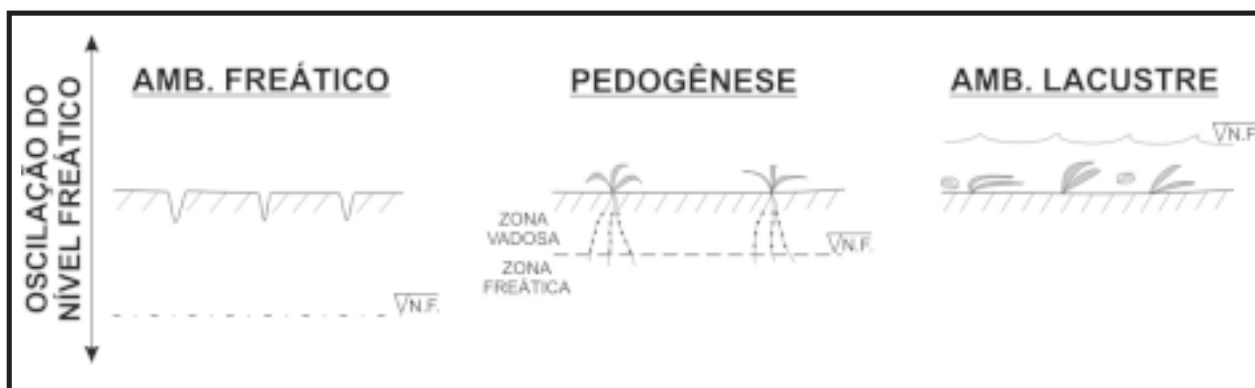 OSCILAÇÃO DO
NÍVEL FREÁTICO
AMB. FREÁTICO
N.F.
PEDOGÊNESE
ZONA
VADOSA
N.F.
ZONA
FREÁTICA
AMB. LACUSTRE
N.F.